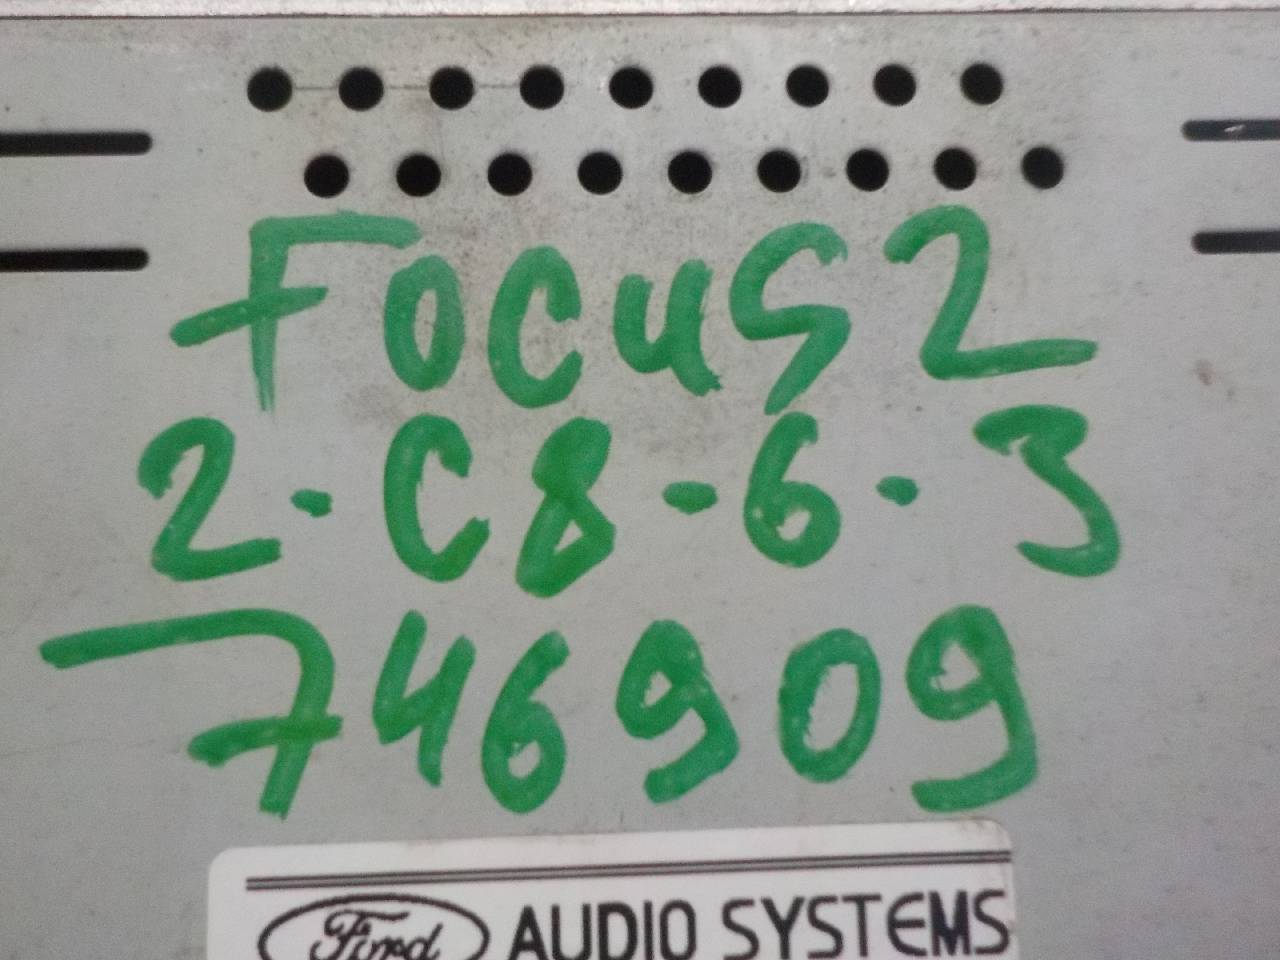 FOCUS2
2-C8-6-3
746909
Ford AUDIO SYSTEMS